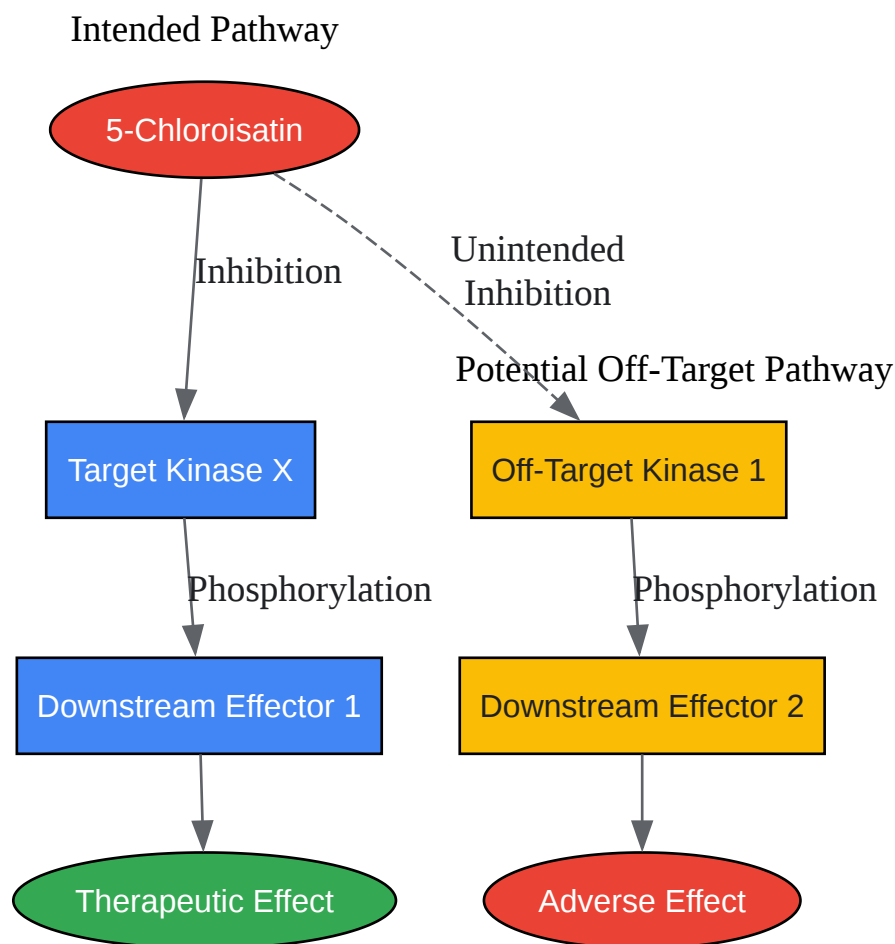 Intended Pathway
5-Chloroisatin
Inhibition
Unintended
Inhibition
Potential Off-Target Pathway
Target Kinase X
Off-Target Kinase 1
Phosphorylation
Phosphorylation
Downstream Effector 1
Downstream Effector 2
Therapeutic Effect
Adverse Effect